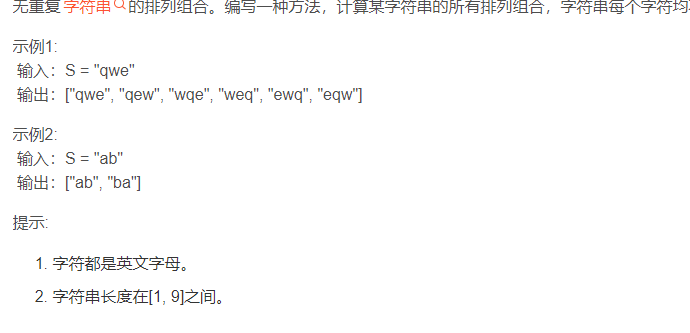 无重复字符串的排列组合。编写一种方法，计算某字符串的所有排列组合，字符串每个字符均
示例1:
输入：S = "qwe"
输出：["qwe", "qew", "wqe", "weq", "ewq", "eqw"]
示例2:
输入：S = "ab"
输出：["ab", "ba"]
提示:
1. 字符都是英文字母。
2. 字符串长度在[1, 9]之间。